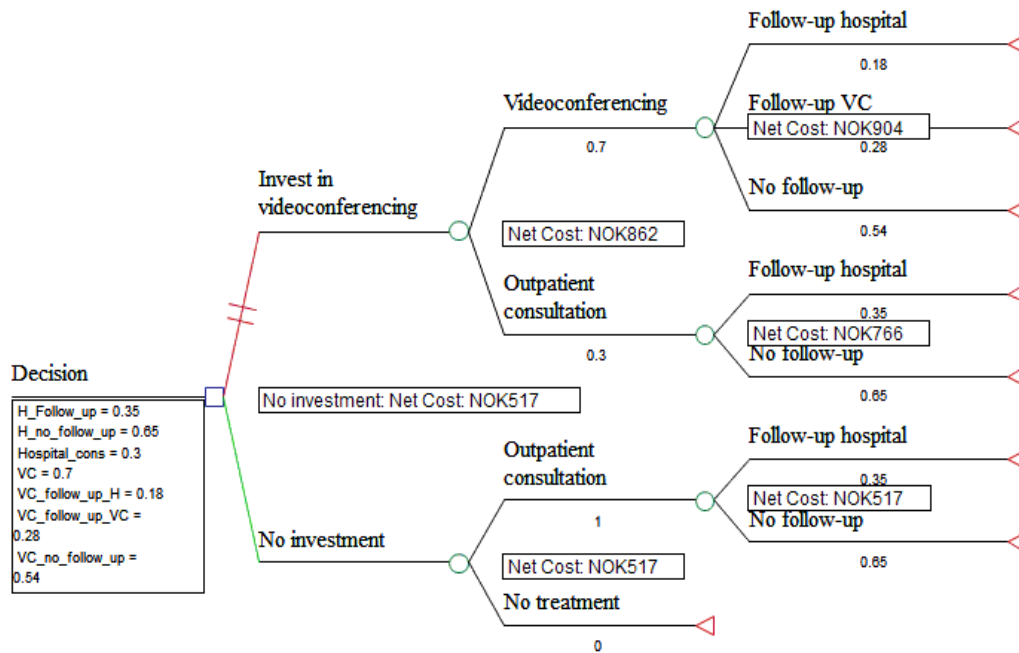 Follow-up hospital
0.18
Videoconferencing
0.7
Follow-up VC
Net Cost: NOK904
0.28
No follow-up
0.54
Invest in
videoconferencing
Net Cost: NOK862
Outpatient
consultation
0.3
Follow-up hospital
0.35
Net Cost: NOK766
No follow-up
0.65
Decision
H_Follow_up = 0.35
H_no_follow_up = 0.65
Hospital_cons = 0.3
VC = 0.7
VC_follow_up_H = 0.18
VC_follow_up_VC =
0.28
VC_no_follow_up =
0.54
No investment: Net Cost: NOK517
No investment
Outpatient
consultation
1
Follow-up hospital
0.35
Net Cost: NOK517
No follow-up
0.65
Net Cost: NOK517
No treatment
0